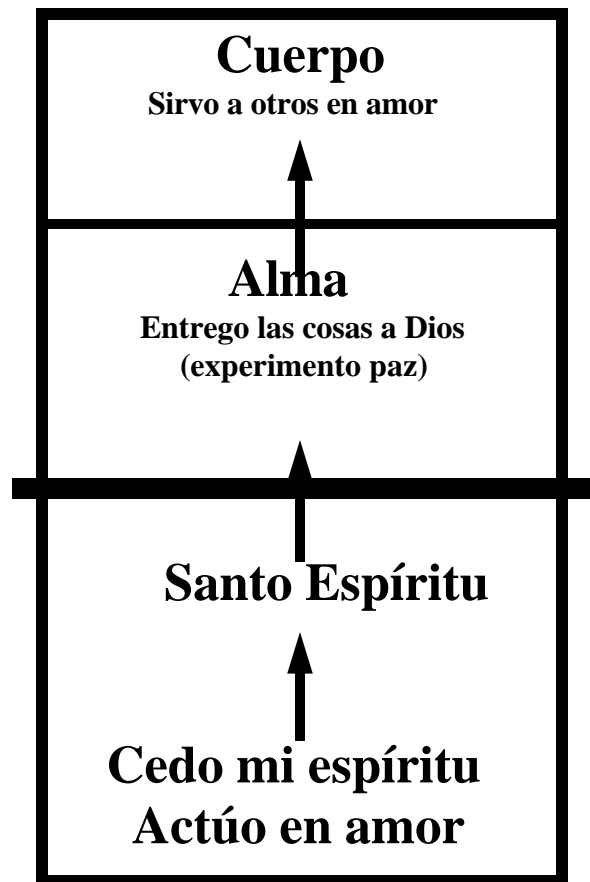 Cuerpo
Sirvo a otros en amor
Alma
Entrego las cosas a Dios
(experimento paz)
Santo Espíritu
Cedo mi espíritu
Actúo en amor